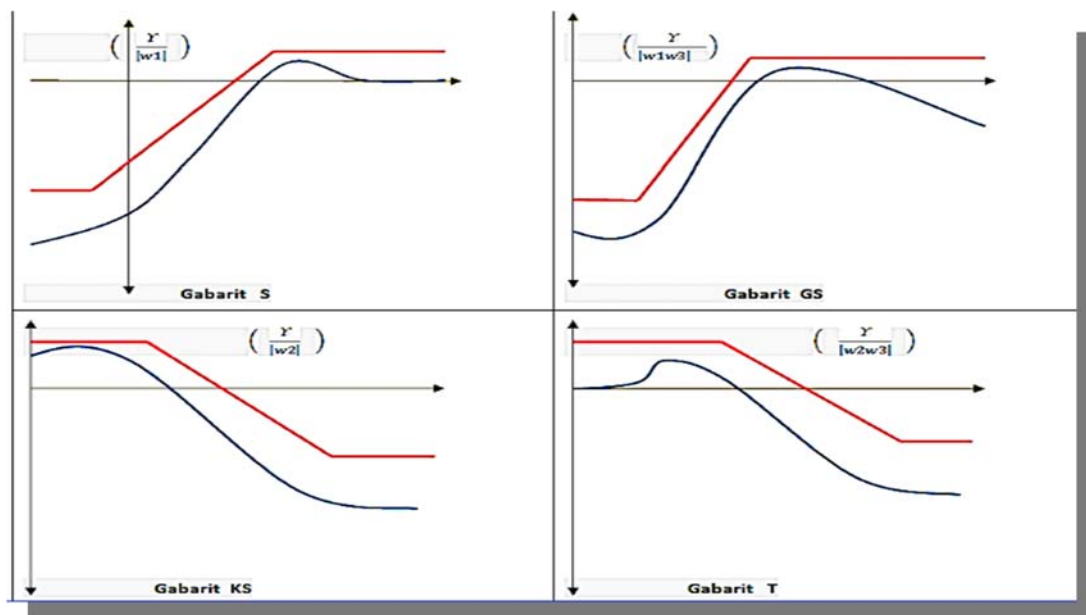 ( Y / |w1| )
( Y / |w1w3| )
Gabarit S
Gabarit GS
( Y / |w2| )
( Y / |w2w3| )
Gabarit KS
Gabarit T